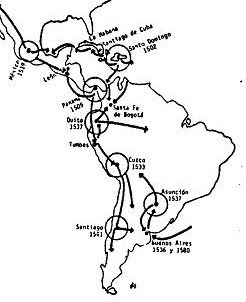 La Habana
Santiago de Cuba
Santo Domingo
1502
México
1519
León
Panamá
1509
Santa Fe
de Bogotá
Quito
1537
Tumbes
Cuzco
1533
Asunción
1537
Santiago
1541
Buenos Aires
1536 y 1580